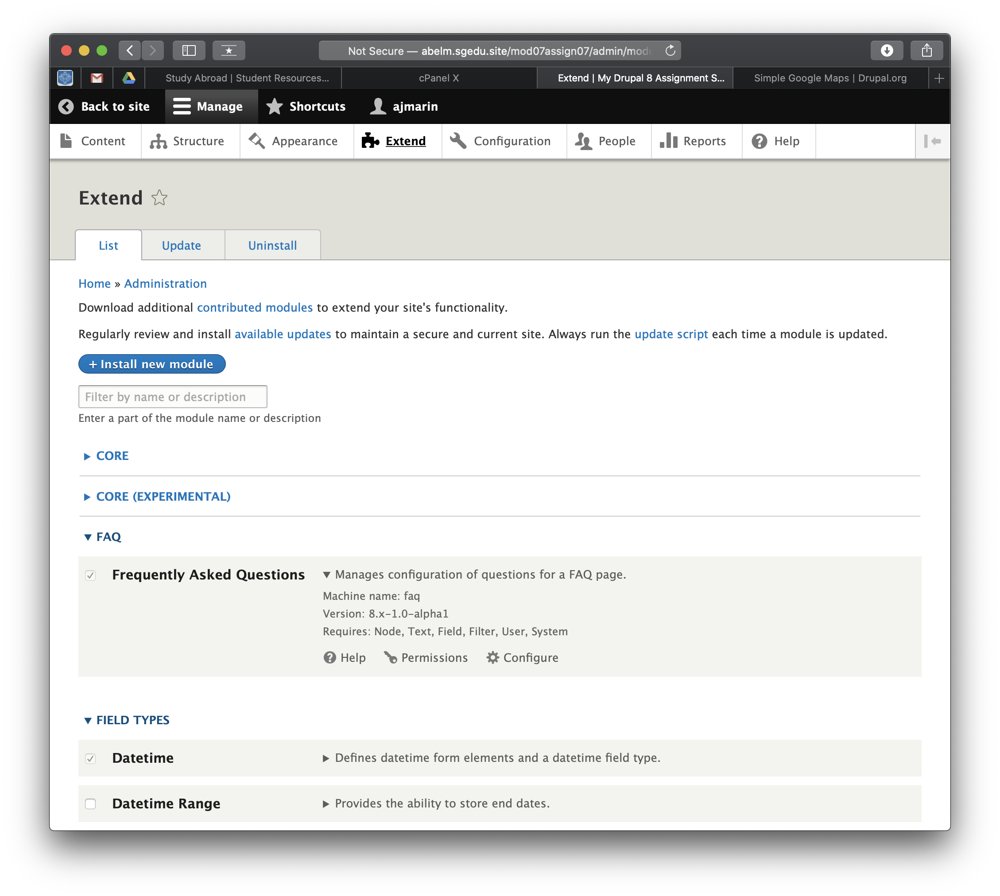 Not Secure — abelm.sgedu.site/mod07assign07/admin/modu
Study Abroad | Student Resources...
cPanel X
Extend | My Drupal 8 Assignment S...
Simple Google Maps | Drupal.org
Back to site
Manage
Shortcuts
ajmarin
Content
Structure
Appearance
Extend
Configuration
People
Reports
Help
Extend
List
Update
Uninstall
Home » Administration
Download additional contributed modules to extend your site's functionality.
Regularly review and install available updates to maintain a secure and current site. Always run the update script each time a module is updated.
+ Install new module
Filter by name or description
Enter a part of the module name or description
CORE
CORE (EXPERIMENTAL)
FAQ
Frequently Asked Questions
Manages configuration of questions for a FAQ page.
Machine name: faq
Version: 8.x-1.0-alpha1
Requires: Node, Text, Field, Filter, User, System
Help
Permissions
Configure
FIELD TYPES
Datetime
Defines datetime form elements and a datetime field type.
Datetime Range
Provides the ability to store end dates.